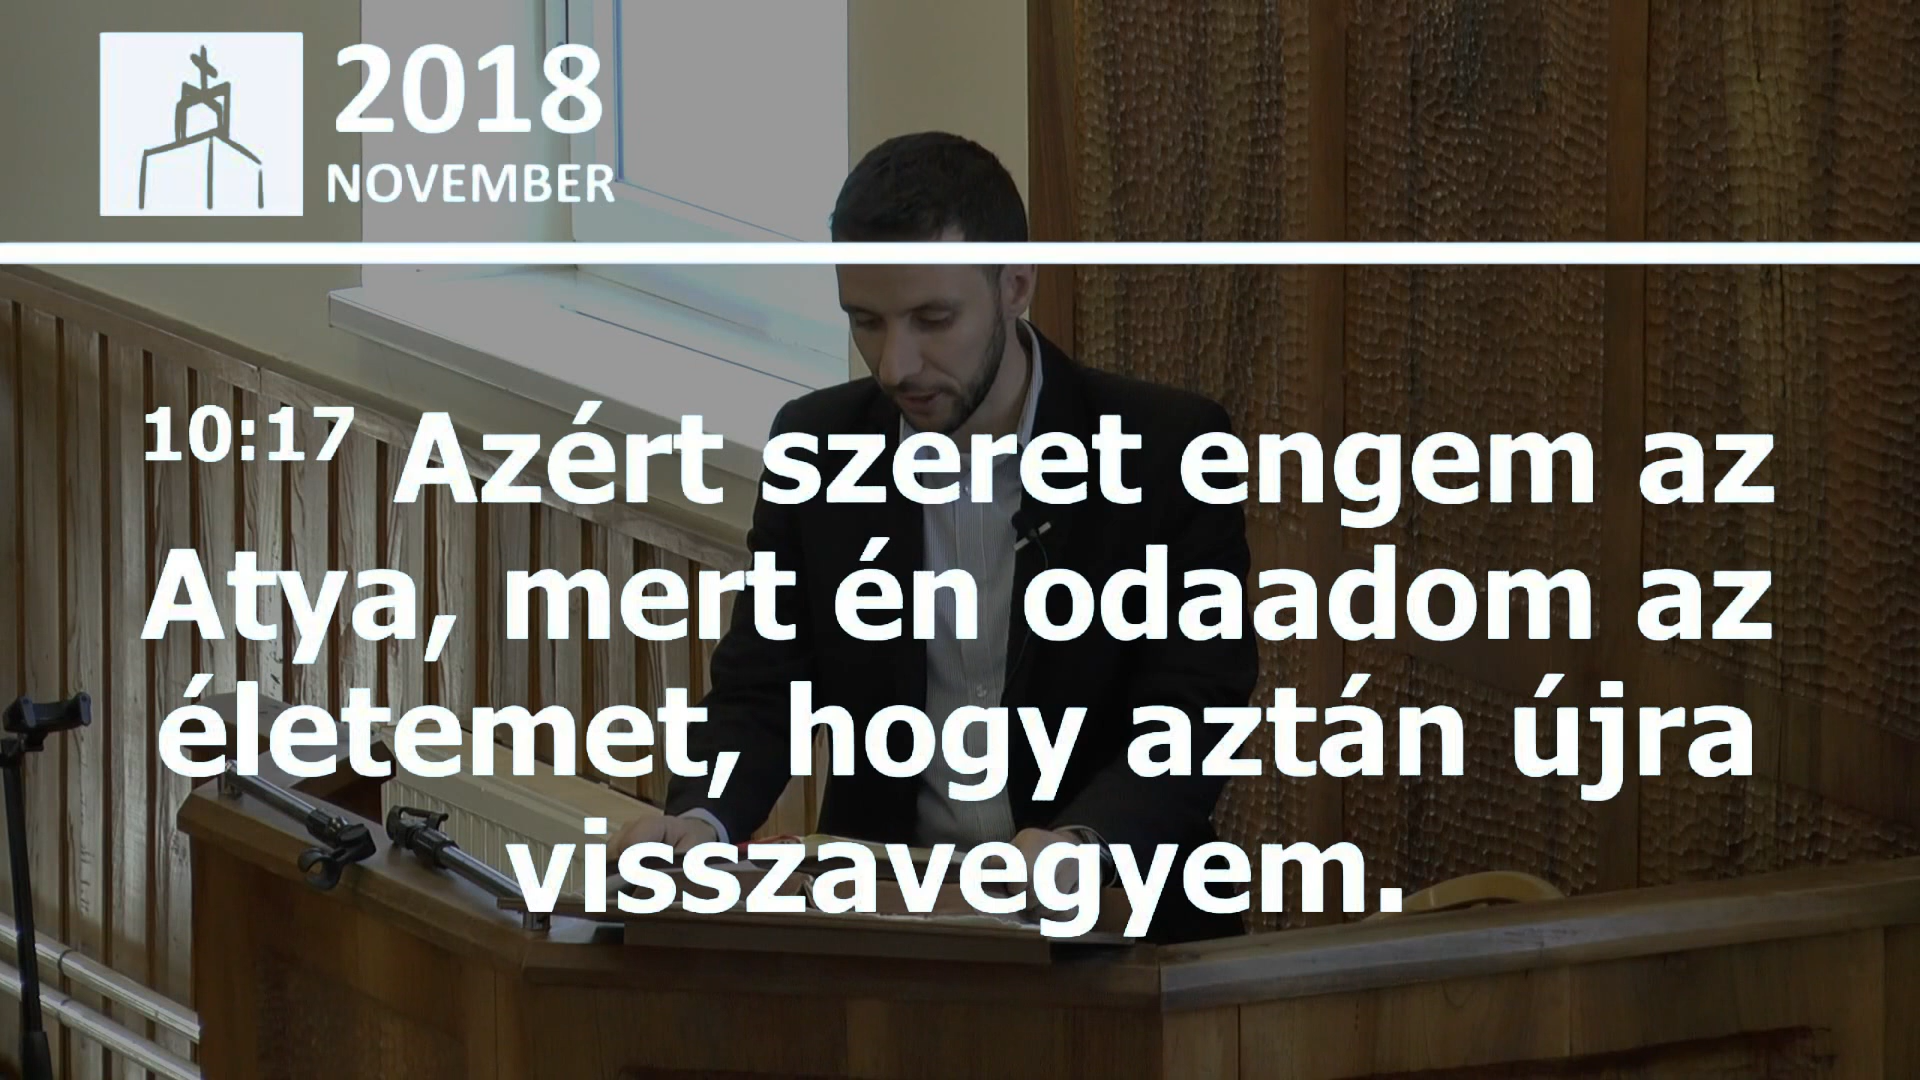 2018
NOVEMBER
10:17 Azért szeret engem az
Atya, mert én odaadom az
életemet, hogy aztán újra
visszavegyem.